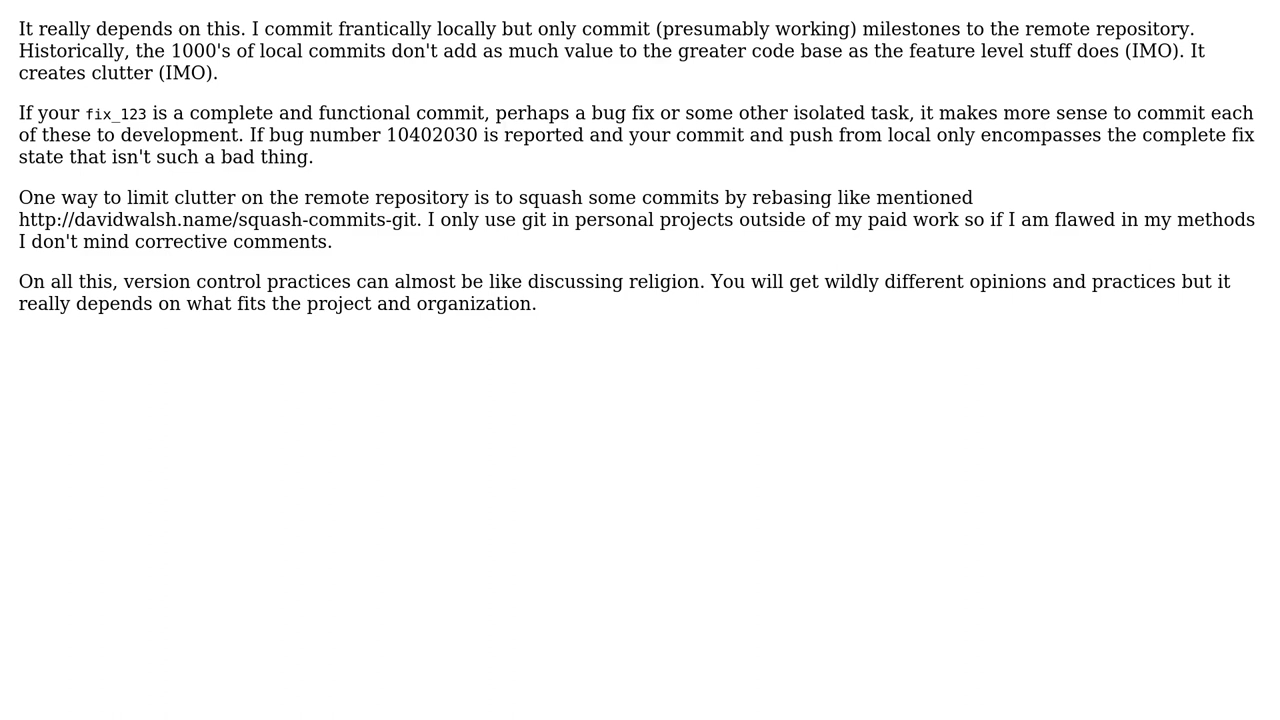 It really depends on this. I commit frantically locally but only commit (presumably working) milestones to the remote repository.
Historically, the 1000's of local commits don't add as much value to the greater code base as the feature level stuff does (IMO). It
creates clutter (IMO).
If your fix_123 is a complete and functional commit, perhaps a bug fix or some other isolated task, it makes more sense to commit each
of these to development. If bug number 10402030 is reported and your commit and push from local only encompasses the complete fix
state that isn't such a bad thing.
One way to limit clutter on the remote repository is to squash some commits by rebasing like mentioned
http://davidwalsh.name/squash-commits-git. I only use git in personal projects outside of my paid work so if I am flawed in my methods
I don't mind corrective comments.
On all this, version control practices can almost be like discussing religion. You will get wildly different opinions and practices but it
really depends on what fits the project and organization.